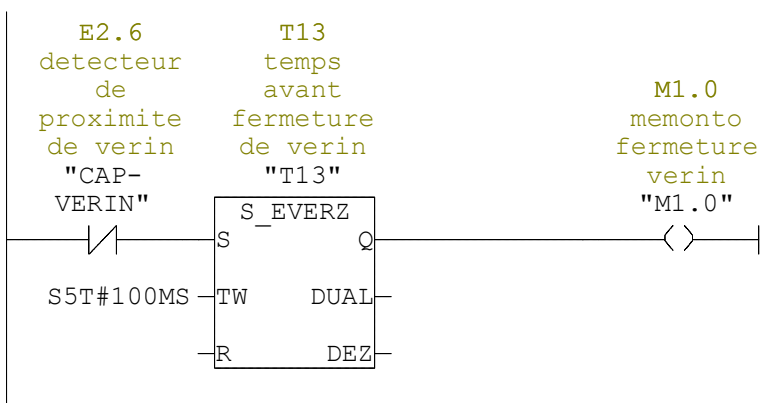 E2.6
detecteur
de
proximite
de verin
"CAP-
VERIN"
T13
temps
avant
fermeture
de verin
"T13"
M1.0
memonto
fermeture
verin
"M1.0"
S_EVERZ
S
Q
S5T#100MS
TW
DUAL
R
DEZ